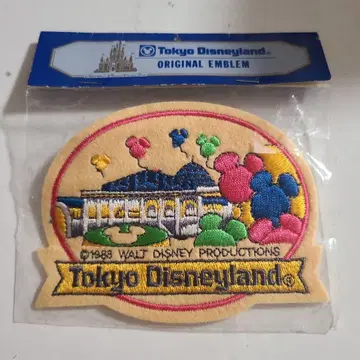 Tokyo Disneyland®
ORIGINAL EMBLEM
©1983 WALT DISNEY PRODUCTIONS
Tokyo Disneyland®